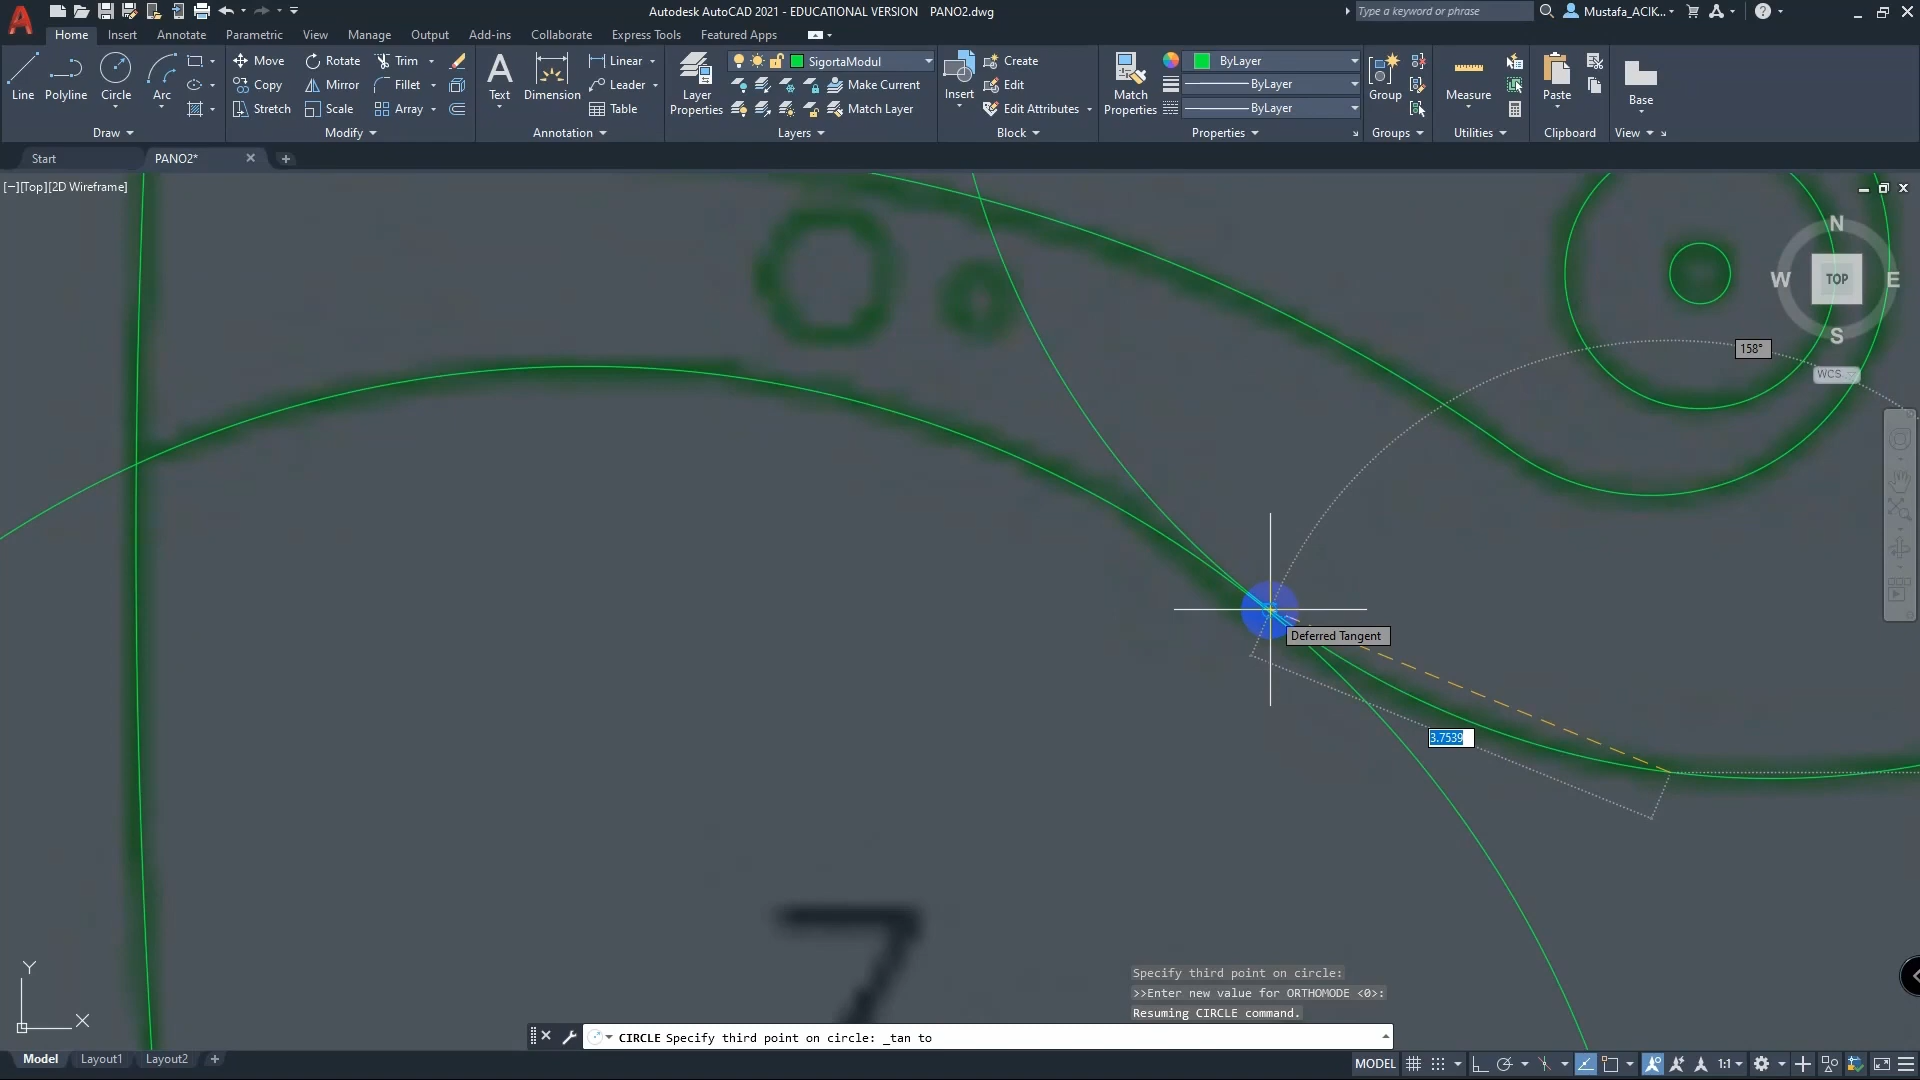 Autodesk AutoCAD 2021 - EDUCATIONAL VERSION PANO2.dwg
Type a keyword or phrase
Mustafa_ACIK...
Home Insert Annotate Parametric View Manage Output Add-ins Collaborate Express Tools Featured Apps
Line Polyline Circle Arc
Move Rotate Trim
Copy Mirror Fillet
Stretch Scale Array
Text Dimension
Linear
Leader
Table
Layer Properties
SigortaModul
Make Current
Match Layer
Insert
Create
Edit
Edit Attributes
Match Properties
ByLayer
ByLayer
ByLayer
Group
Measure
Paste
Base
Draw Modify Annotation Layers Block Properties Groups Utilities Clipboard View
Start PANO2*
[−][Top][2D Wireframe]
N
W TOP E
S
158°
WCS
Deferred Tangent
3.7539
7
Y
X
Specify third point on circle:
>>Enter new value for ORTHOMODE <0>:
Resuming CIRCLE command.
CIRCLE Specify third point on circle: _tan to
Model Layout1 Layout2
MODEL 1:1